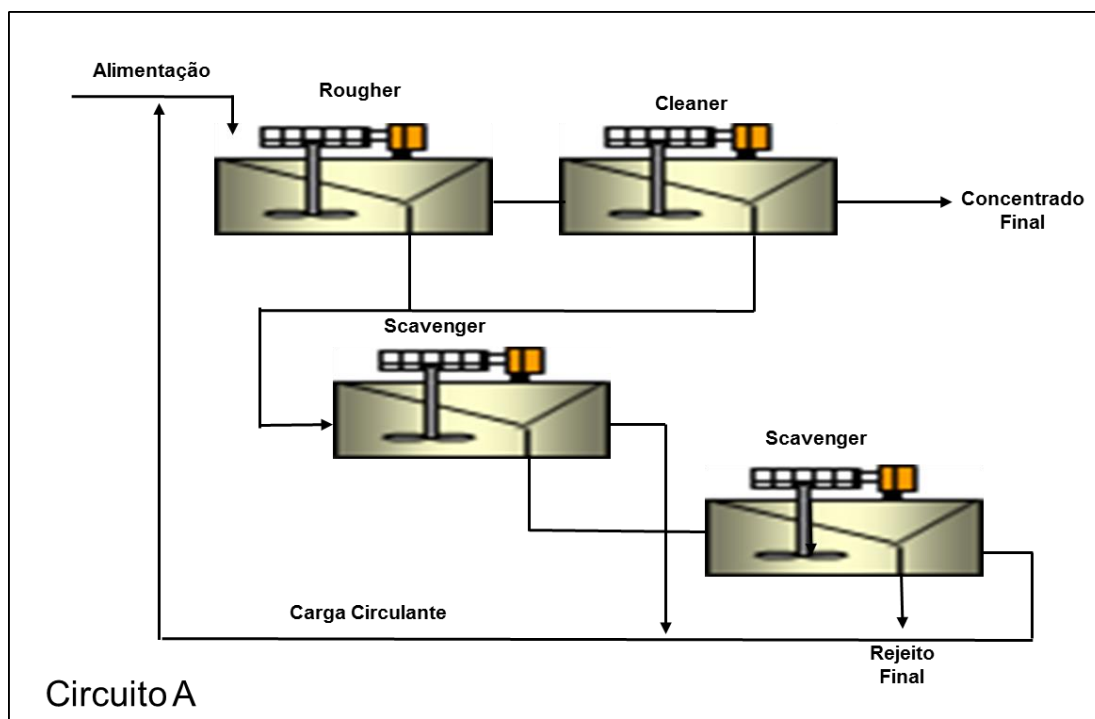 Alimentação
Rougher
Cleaner
Concentrado
Final
Scavenger
Scavenger
Carga Circulante
Rejeito
Final
Circuito A